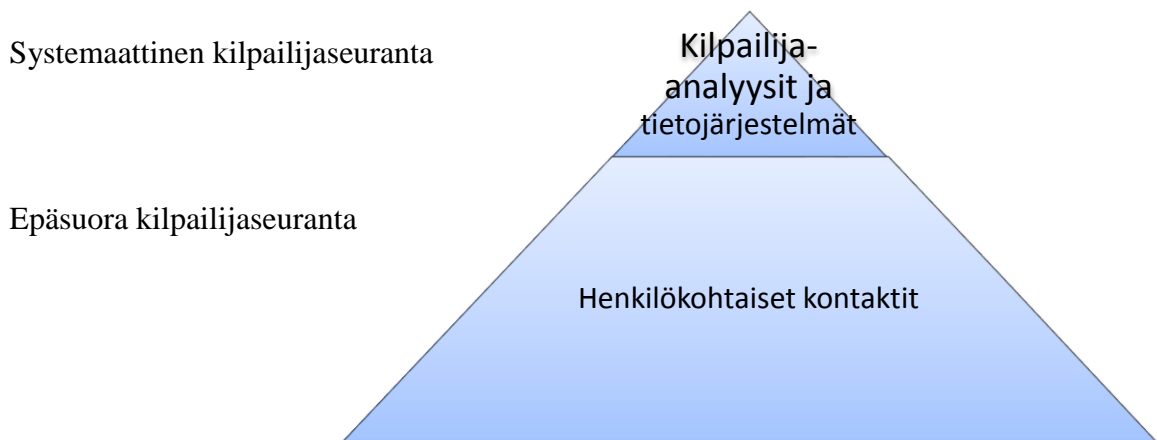 Systemaattinen kilpailijaseuranta
Kilpailija-
analyysit ja
tietojärjestelmät
Epäsuora kilpailijaseuranta
Henkilökohtaiset kontaktit